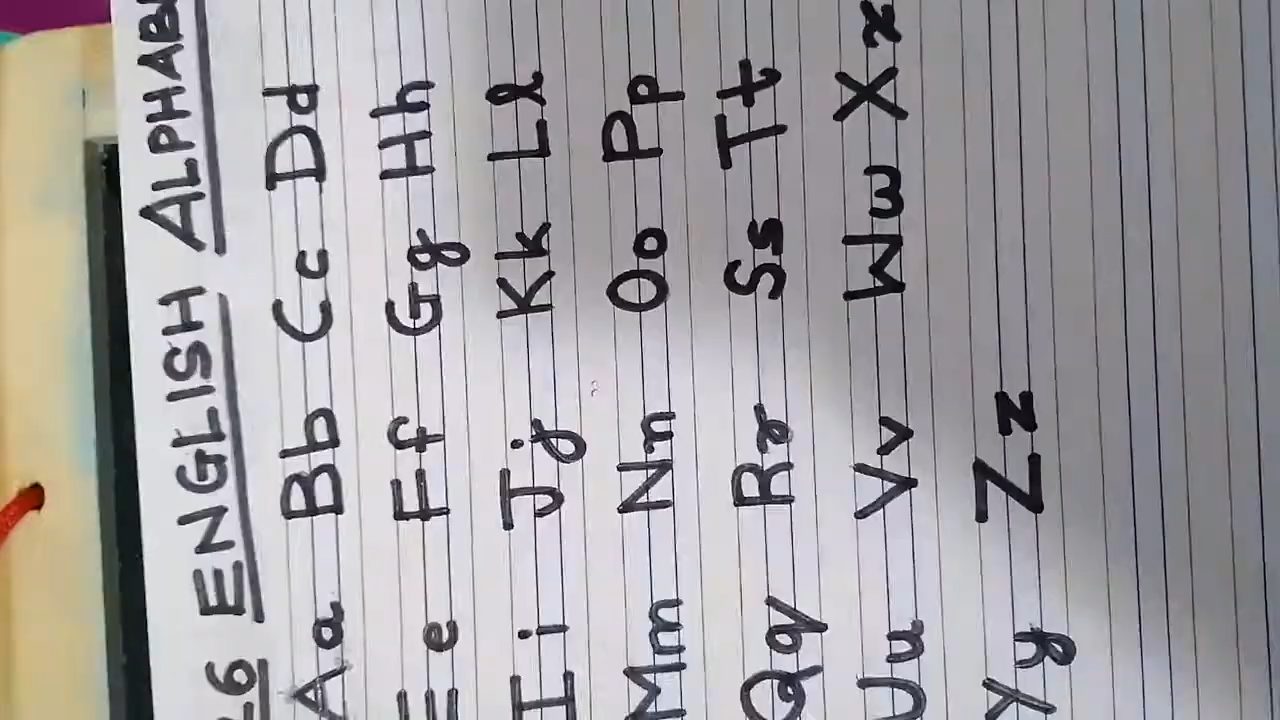 26 ENGLISH ALPHAB
Aa Bb Cc Dd
Ee Ff Gg Hh
Ii Jj Kk Ll
Mm Nn Oo Pp
Qq Rr Ss Tt
Uu Vv Ww Xx
Yy Zz